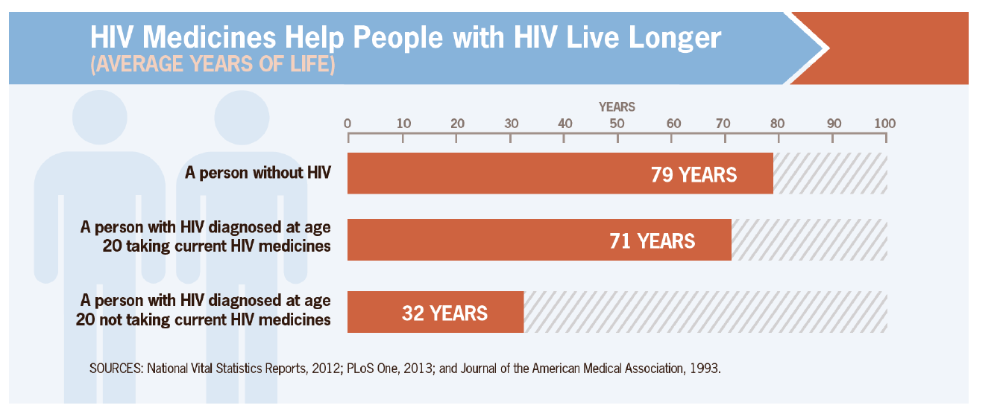 HIV Medicines Help People with HIV Live Longer
(AVERAGE YEARS OF LIFE)
YEARS
0 10 20 30 40 50 60 70 80 90 100
A person without HIV
79 YEARS
A person with HIV diagnosed at age
20 taking current HIV medicines
71 YEARS
A person with HIV diagnosed at age
20 not taking current HIV medicines
32 YEARS
SOURCES: National Vital Statistics Reports, 2012; PLoS One, 2013; and Journal of the American Medical Association, 1993.